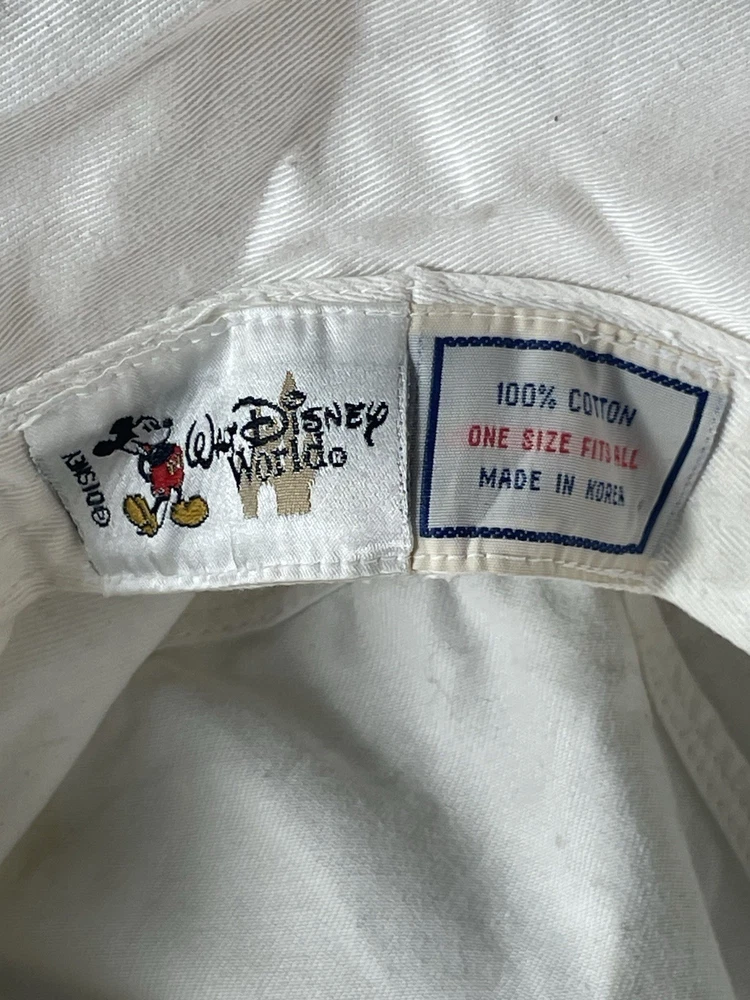 ©DISNEY
WALT DISNEY
World
100% COTTON
ONE SIZE FITS ALL
MADE IN KOREA